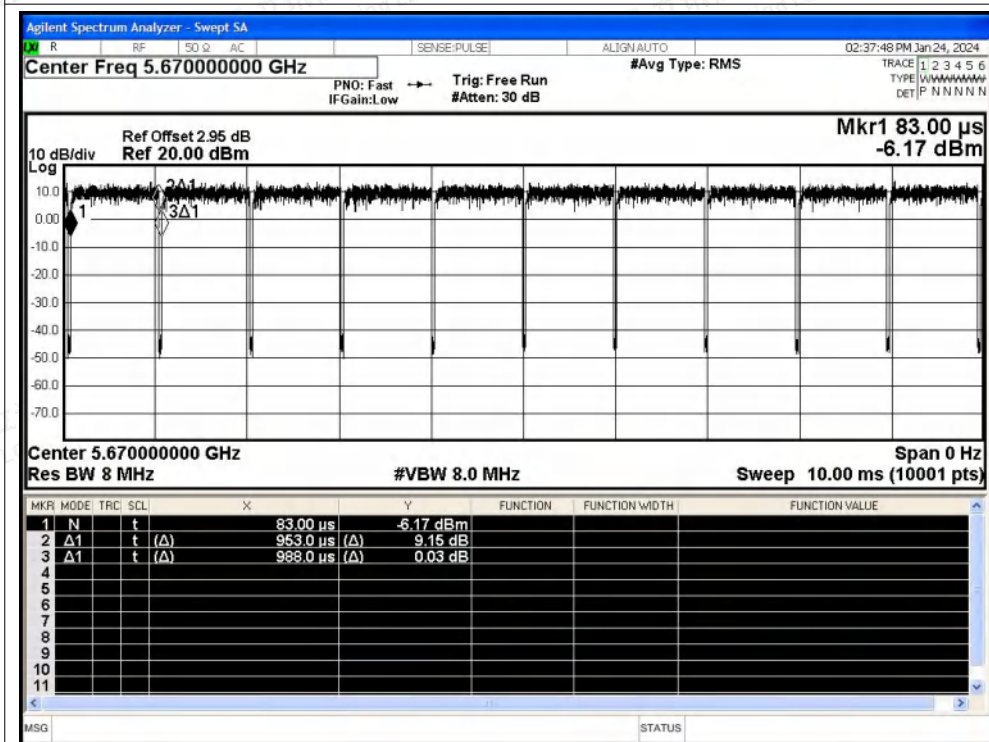 Agilent Spectrum Analyzer - Swept SA
LXI R RF 50 Ω AC SENSE:PULSE ALIGN AUTO 02:37:48 PM Jan 24, 2024
Center Freq 5.670000000 GHz #Avg Type: RMS TRACE 1 2 3 4 5 6
PNO: Fast Trig: Free Run TYPE WWWWWW
IFGain:Low #Atten: 30 dB DET P N N N N N
Mkr1 83.00 µs
Ref Offset 2.95 dB
10 dB/div Ref 20.00 dBm -6.17 dBm
Log
10.0 2Δ1
0.00 1 3Δ1
-10.0
-20.0
-30.0
-40.0
-50.0
-60.0
-70.0
Center 5.670000000 GHz Span 0 Hz
Res BW 8 MHz #VBW 8.0 MHz Sweep 10.00 ms (10001 pts)
MKR MODE TRC SCL X Y FUNCTION FUNCTION WIDTH FUNCTION VALUE
1 N t 83.00 µs -6.17 dBm
2 Δ1 t (Δ) 953.0 µs (Δ) 9.15 dB
3 Δ1 t (Δ) 988.0 µs (Δ) 0.03 dB
4
5
6
7
8
9
10
11
MSG STATUS